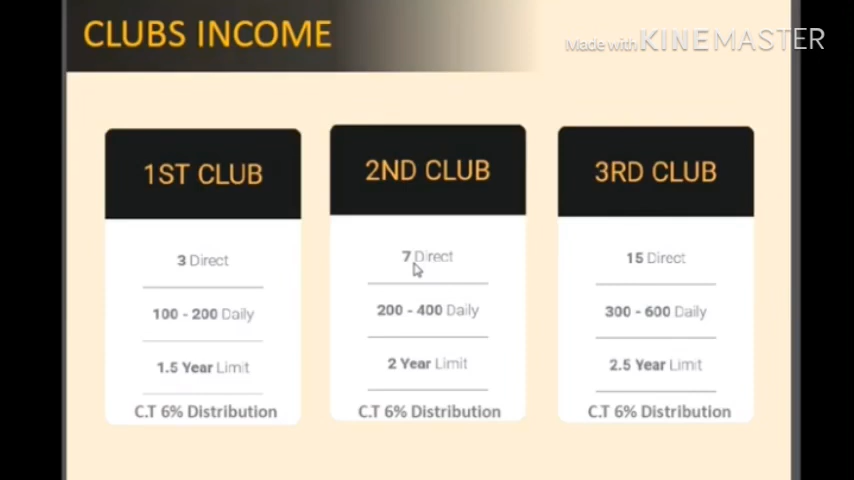 CLUBS INCOME
Made with KINEMASTER
1ST CLUB
3 Direct
100 - 200 Daily
1.5 Year Limit
C.T 6% Distribution
2ND CLUB
7 Direct
200 - 400 Daily
2 Year Limit
C.T 6% Distribution
3RD CLUB
15 Direct
300 - 600 Daily
2.5 Year Limit
C.T 6% Distribution